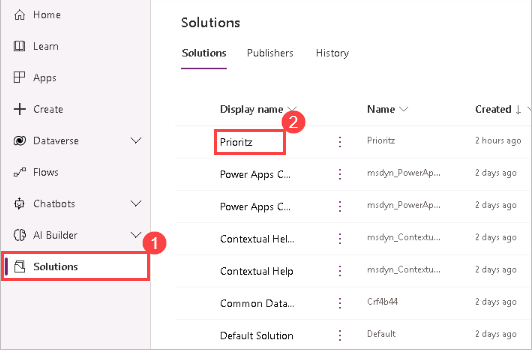 Home
Learn
Apps
Create
Dataverse
Flows
Chatbots
AI Builder
1
Solutions
Solutions
Solutions Publishers History
Display name Name Created
2
Prioritz Prioritz 2 hours ago
Power Apps C... msdyn_PowerAp... 2 days ago
Power Apps C... msdyn_PowerAp... 2 days ago
Contextual Hel... msdyn_Contextu... 2 days ago
Contextual Help msdyn_Contextu... 2 days ago
Common Data... Crf4b44 2 days ago
Default Solution Default 2 days ago